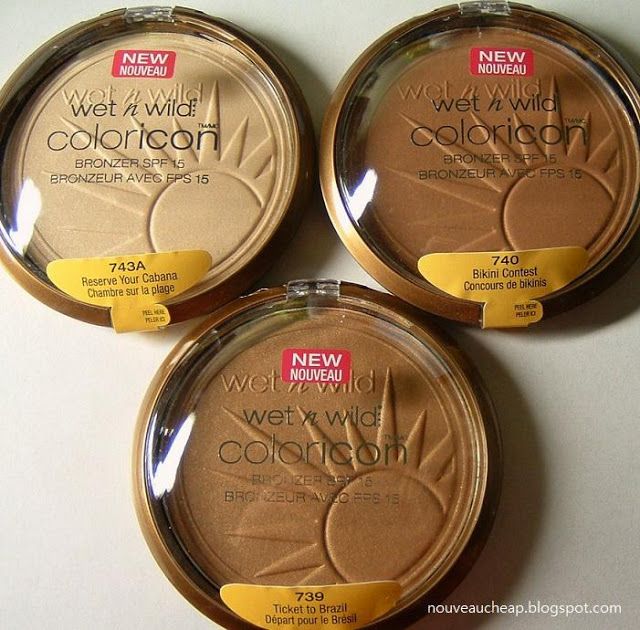 NEW
NOUVEAU
wet n wild
wet n wild
coloricon
BRONZER SPF 15
BRONZEUR AVEC FPS 15
743A
Reserve Your Cabana
Chambre sur la plage
PEEL HERE
PELER ICI
NEW
NOUVEAU
wet n wild
wet n wild
coloricon
BRONZER SPF 15
BRONZEUR AVEC FPS 15
740
Bikini Contest
Concours de bikinis
PEEL HERE
PELER ICI
NEW
NOUVEAU
wet n wild
wet n wild
coloricon
BRONZER SPF 15
BRONZEUR AVEC FPS 15
739
Ticket to Brazil
Départ pour le Brésil
nouveaucheap.blogspot.com